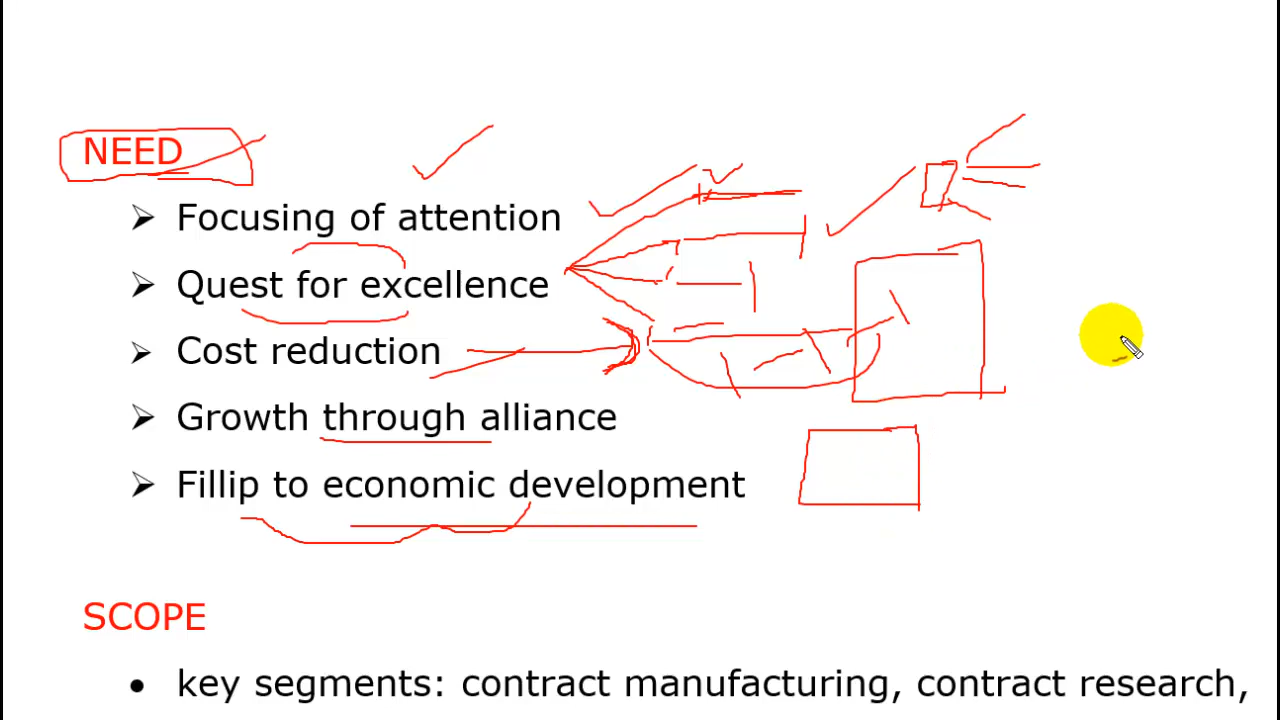 NEED
Focusing of attention
Quest for excellence
Cost reduction
Growth through alliance
Fillip to economic development
SCOPE
key segments: contract manufacturing, contract research,